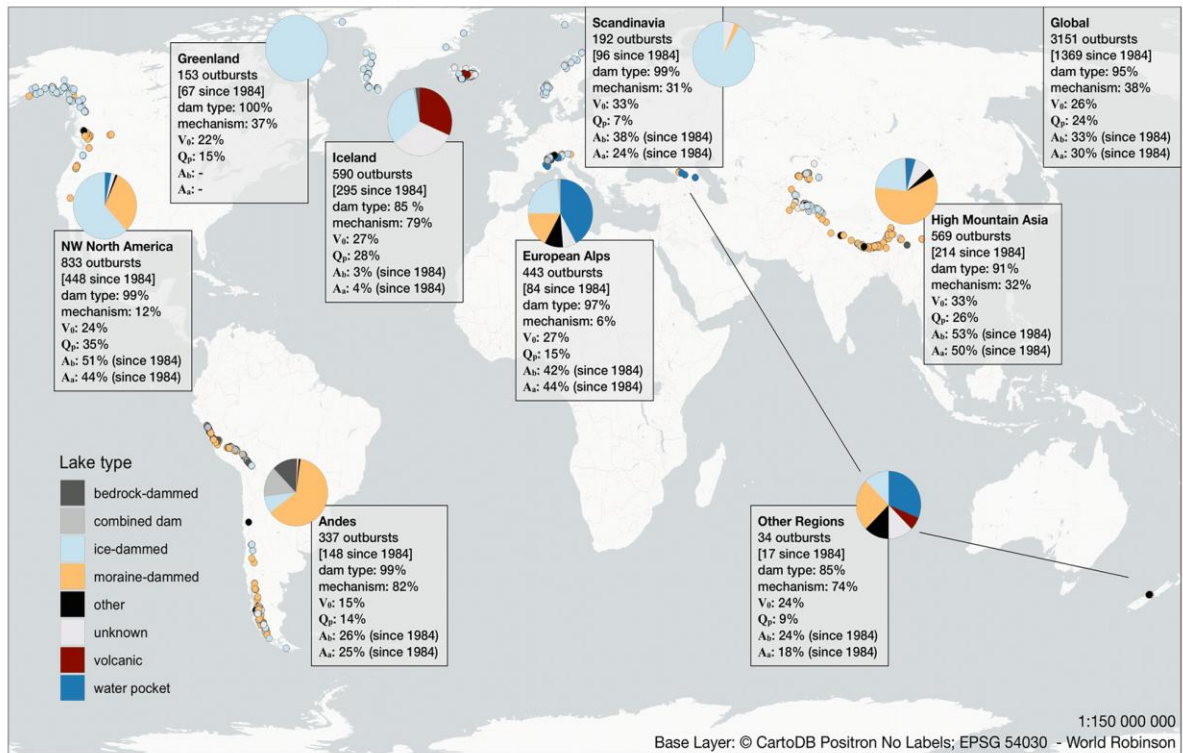 Greenland
153 outbursts
[67 since 1984]
dam type: 100%
mechanism: 37%
V₀: 22%
Qₚ: 15%
A_b: -
Aₐ: -
Iceland
590 outbursts
[295 since 1984]
dam type: 85 %
mechanism: 79%
V₀: 27%
Qₚ: 28%
A_b: 3% (since 1984)
Aₐ: 4% (since 1984)
Scandinavia
192 outbursts
[96 since 1984]
dam type: 99%
mechanism: 31%
V₀: 33%
Qₚ: 7%
A_b: 38% (since 1984)
Aₐ: 24% (since 1984)
Global
3151 outbursts
[1369 since 1984]
dam type: 95%
mechanism: 38%
V₀: 26%
Qₚ: 24%
A_b: 33% (since 1984)
Aₐ: 30% (since 1984)
NW North America
833 outbursts
[448 since 1984]
dam type: 99%
mechanism: 12%
V₀: 24%
Qₚ: 35%
A_b: 51% (since 1984)
Aₐ: 44% (since 1984)
European Alps
443 outbursts
[84 since 1984]
dam type: 97%
mechanism: 6%
V₀: 27%
Qₚ: 15%
A_b: 42% (since 1984)
Aₐ: 44% (since 1984)
High Mountain Asia
569 outbursts
[214 since 1984]
dam type: 91%
mechanism: 32%
V₀: 33%
Qₚ: 26%
A_b: 53% (since 1984)
Aₐ: 50% (since 1984)
Lake type
bedrock-dammed
combined dam
ice-dammed
moraine-dammed
other
unknown
volcanic
water pocket
Andes
337 outbursts
[148 since 1984]
dam type: 99%
mechanism: 82%
V₀: 15%
Qₚ: 14%
A_b: 26% (since 1984)
Aₐ: 25% (since 1984)
Other Regions
34 outbursts
[17 since 1984]
dam type: 85%
mechanism: 74%
V₀: 24%
Qₚ: 9%
A_b: 24% (since 1984)
Aₐ: 18% (since 1984)
1:150 000 000
Base Layer: © CartoDB Positron No Labels; EPSG 54030 - World Robinson